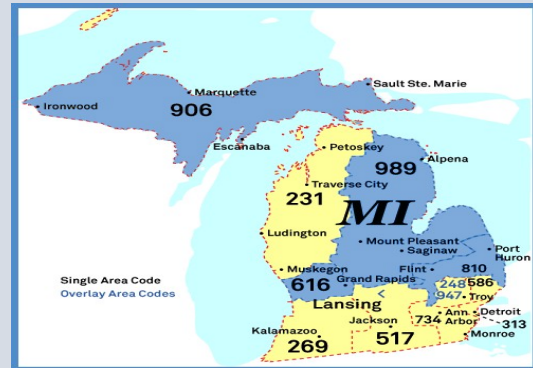 Sault Ste. Marie
Marquette
Ironwood
906
Escanaba
Petoskey
989
Alpena
Traverse City
231
MI
Ludington
Mount Pleasant
Saginaw
Port
Huron
Muskegon
Flint
810
Single Area Code
616
Grand Rapids
248
586
Overlay Area Codes
947
Troy
Lansing
Ann
Arbor
Detroit
734
313
Jackson
Kalamazoo
Monroe
269
517